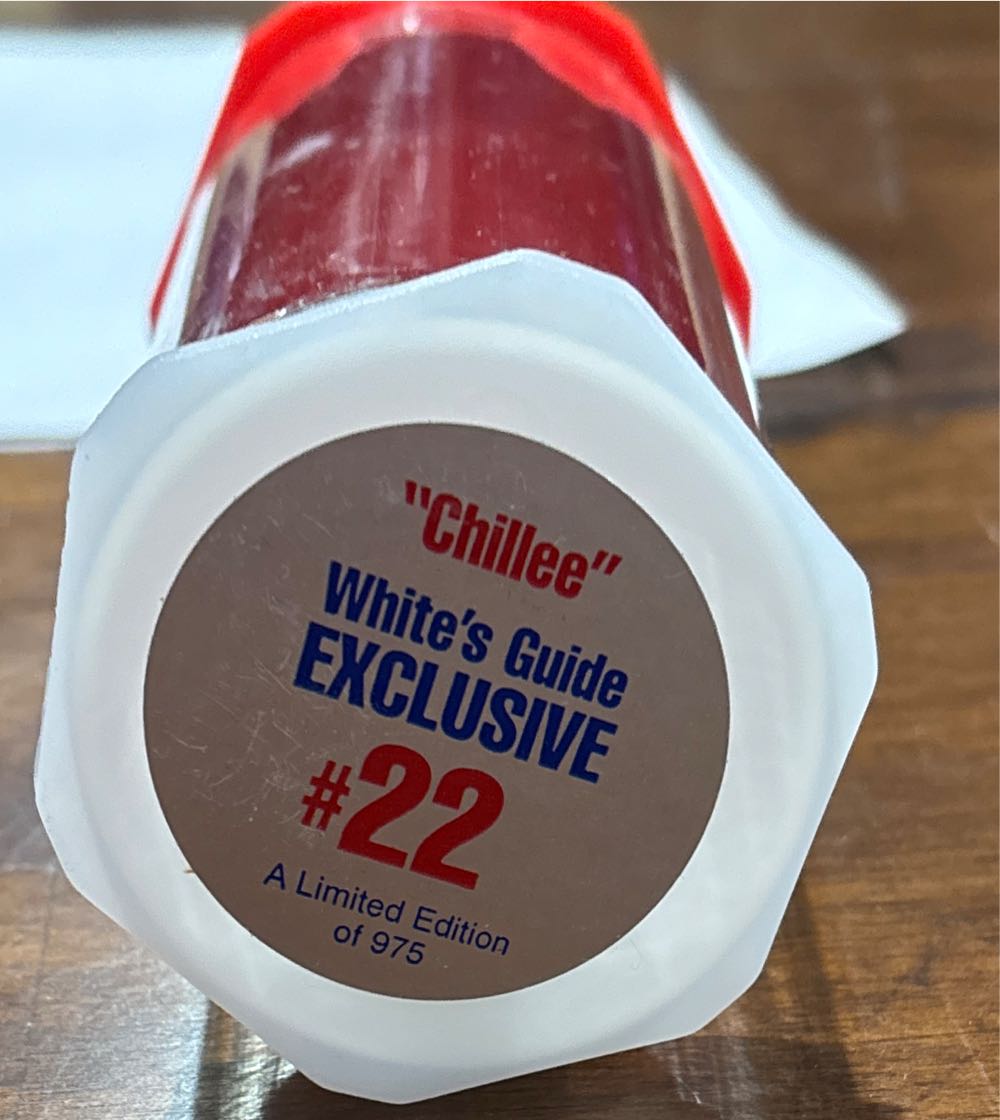 "Chillee"
White's Guide
EXCLUSIVE
#22
A Limited Edition
of 975